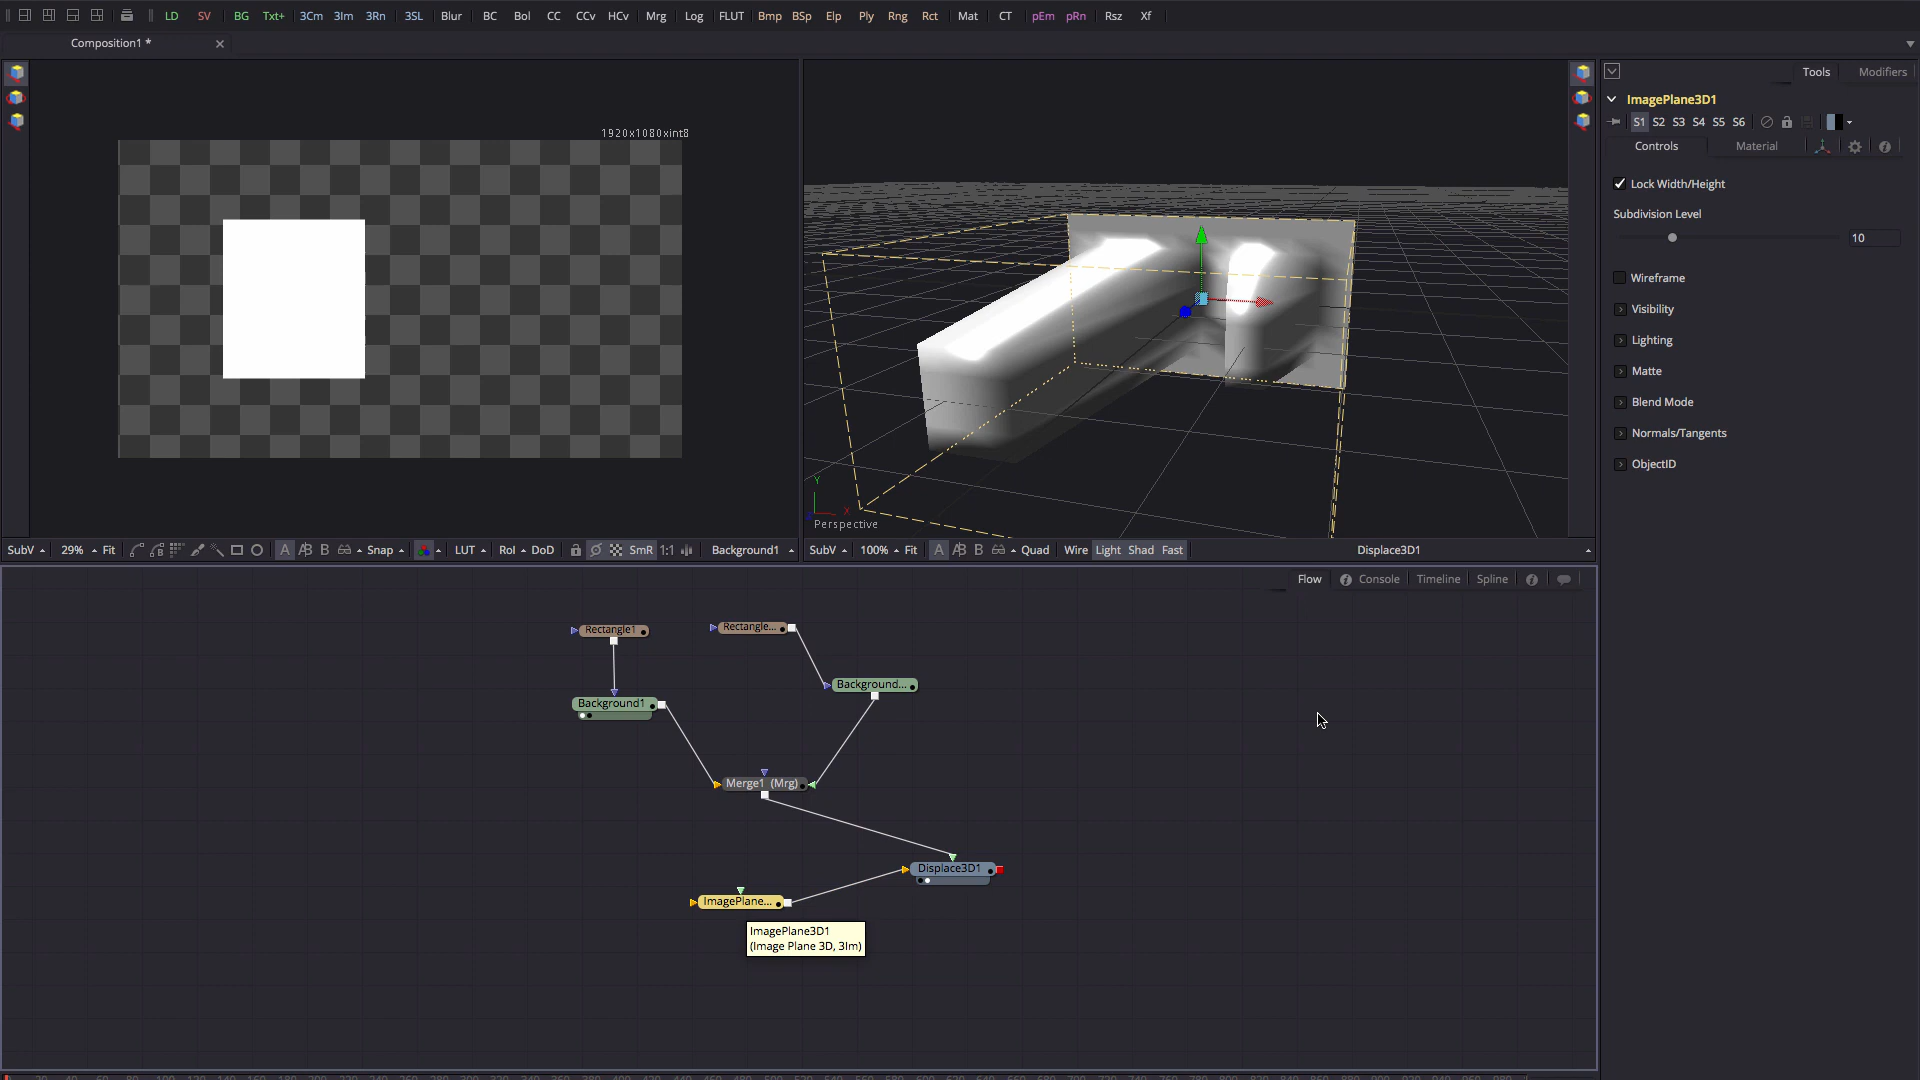 LD SV BG Txt+ 3Cm 3Im 3Rn 3SL Blur BC Bol CC CCv HCv Mrg Log FLUT Bmp BSp Elp Ply Rng Rct Mat CT pEm pRn Rsz Xf
Composition1 *
Tools Modifiers
ImagePlane3D1
S1 S2 S3 S4 S5 S6
Controls Material
Lock Width/Height
Subdivision Level
10
Wireframe
Visibility
Lighting
Matte
Blend Mode
Normals/Tangents
ObjectID
1920x1080xint8
Y
X
Perspective
SubV 29% Fit A A/B B Snap LUT RoI DoD SmR 1:1 Background1
SubV 100% Fit A A/B B Quad Wire Light Shad Fast Displace3D1
Flow Console Timeline Spline
Rectangle1
Rectangle...
Background...
Background1
Merge1 (Mrg)
Displace3D1
ImagePlane...
ImagePlane3D1
(Image Plane 3D, 3Im)